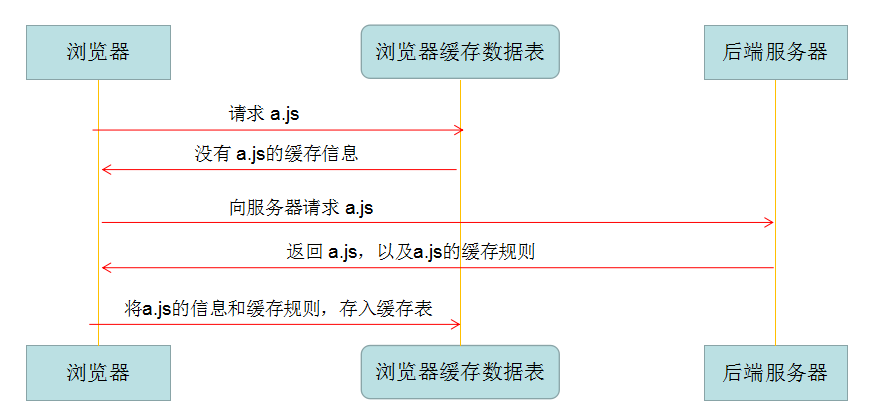 浏览器
浏览器缓存数据表
后端服务器
请求 a.js
没有 a.js的缓存信息
向服务器请求 a.js
返回 a.js，以及a.js的缓存规则
将a.js的信息和缓存规则，存入缓存表
浏览器
浏览器缓存数据表
后端服务器